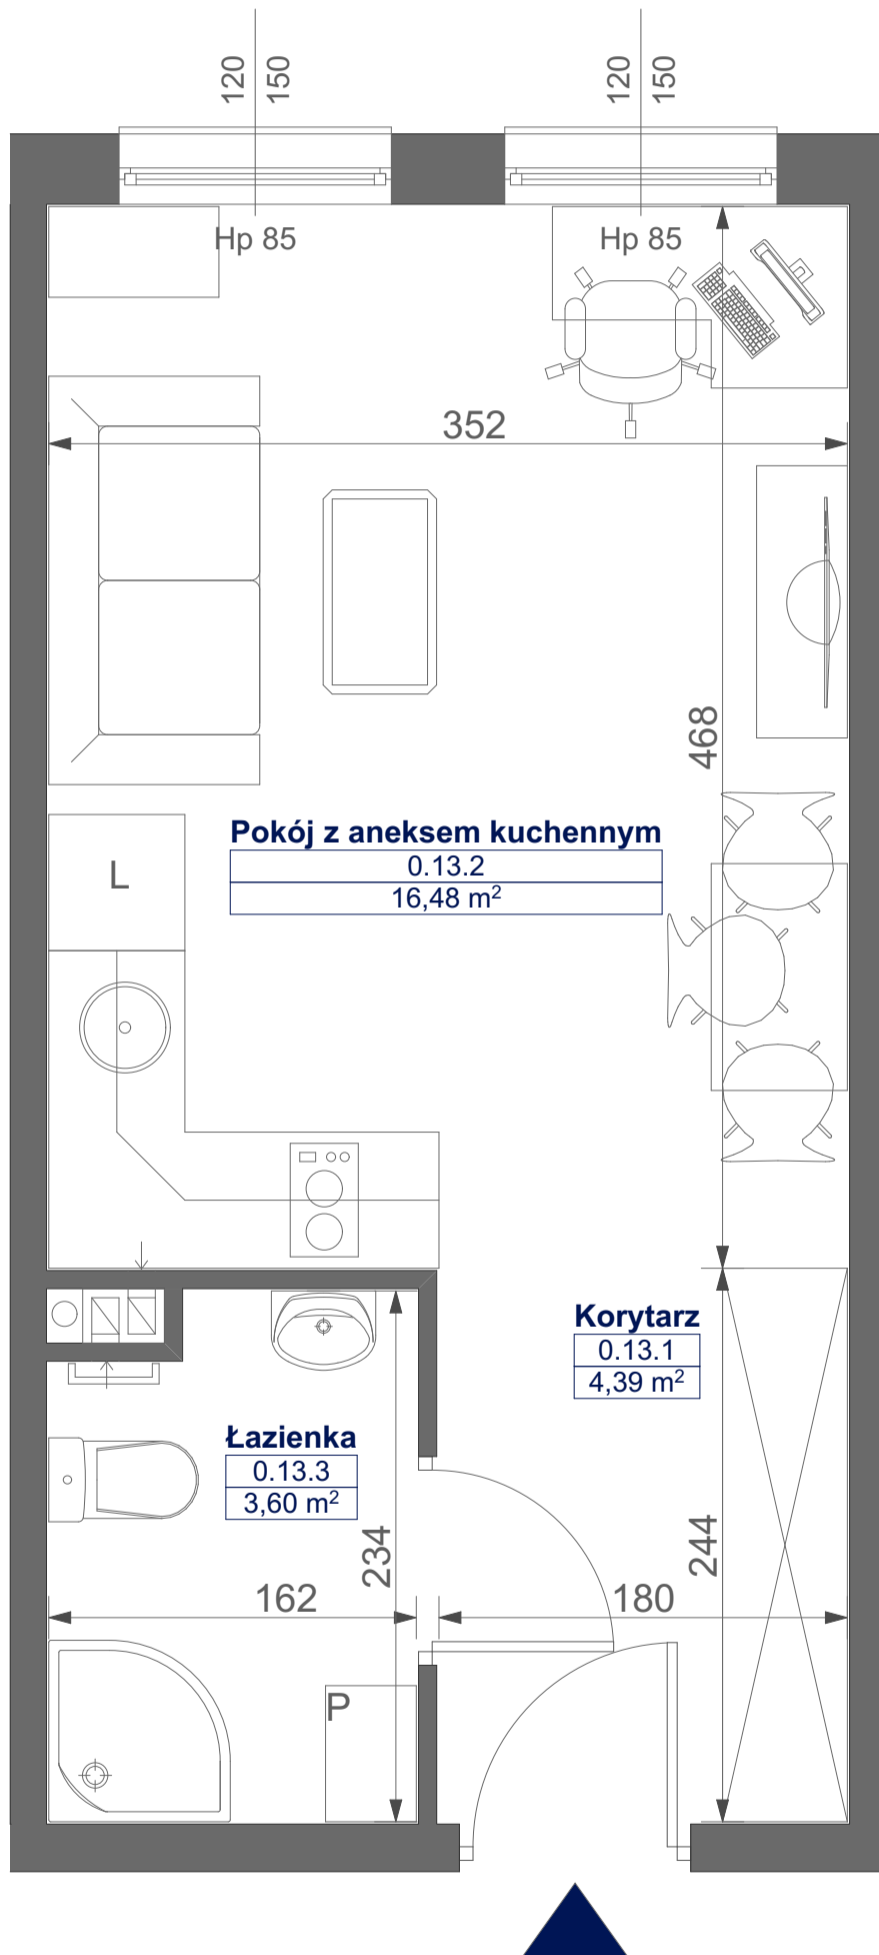 120
150
120
150
Hp 85
Hp 85
352
468
Pokój z aneksem kuchennym
0.13.2
16,48 m²
L
Korytarz
0.13.1
4,39 m²
Łazienka
0.13.3
3,60 m²
234
244
162
180
P